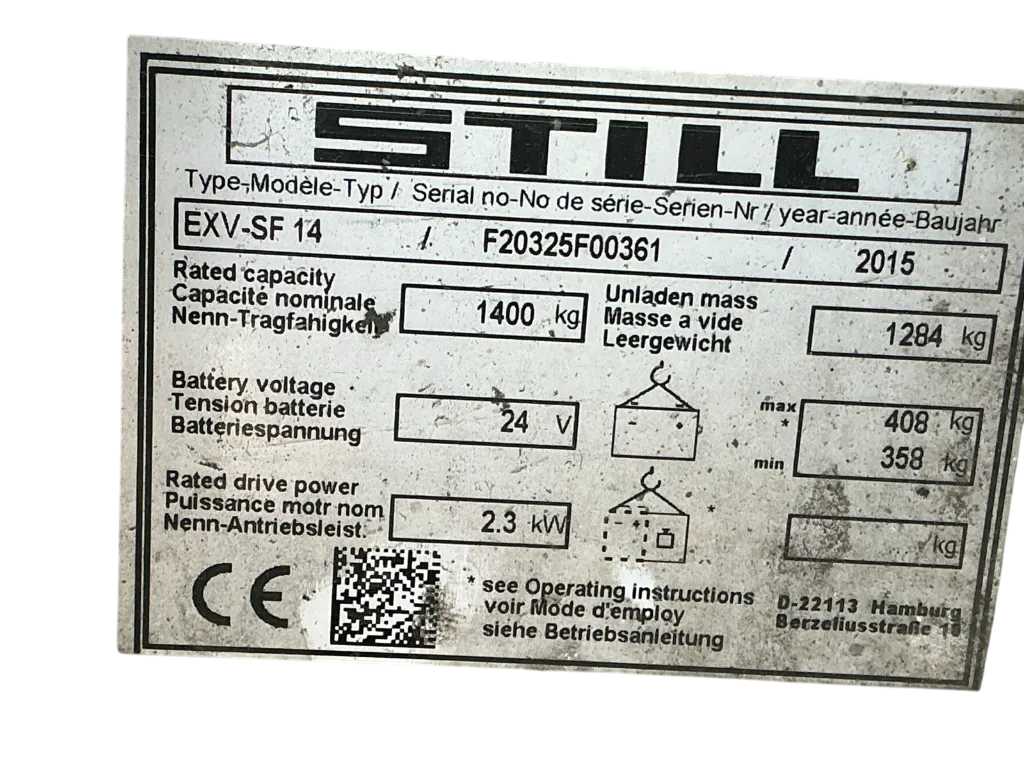 STILL
Type-Modèle-Typ / Serial no-No de série-Serien-Nr / year-année-Baujahr
EXV-SF 14 / F20325F00361 / 2015
Rated capacity
Capacité nominale
Nenn-Tragfahigkeit
1400 kg
Unladen mass
Masse a vide
Leergewicht
1284 kg
Battery voltage
Tension batterie
Batteriespannung
24 V
max
*
min
408 kg
358 kg
Rated drive power
Puissance motr nom
Nenn-Antriebsleist.
2.3 kW
*
kg
CE
* see Operating instructions
voir Mode d'employ
siehe Betriebsanleitung
D-22113 Hamburg
Berzeliusstraße 10